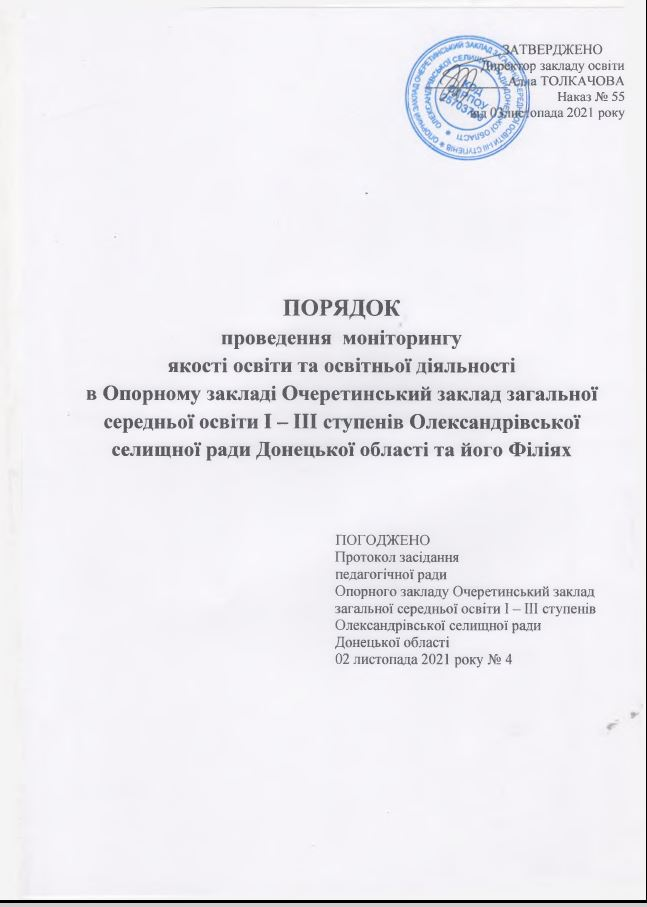 ЗАТВЕРДЖЕНО
Директор закладу освіти
Алла ТОЛКАЧОВА
Наказ № 55
від 03 листопада 2021 року
ПОРЯДОК
проведення моніторингу
якості освіти та освітньої діяльності
в Опорному закладі Очеретинський заклад загальної
середньої освіти І – ІІІ ступенів Олександрівської
селищної ради Донецької області та його Філіях
ПОГОДЖЕНО
Протокол засідання
педагогічної ради
Опорного закладу Очеретинський заклад
загальної середньої освіти І – ІІІ ступенів
Олександрівської селищної ради
Донецької області
02 листопада 2021 року № 4